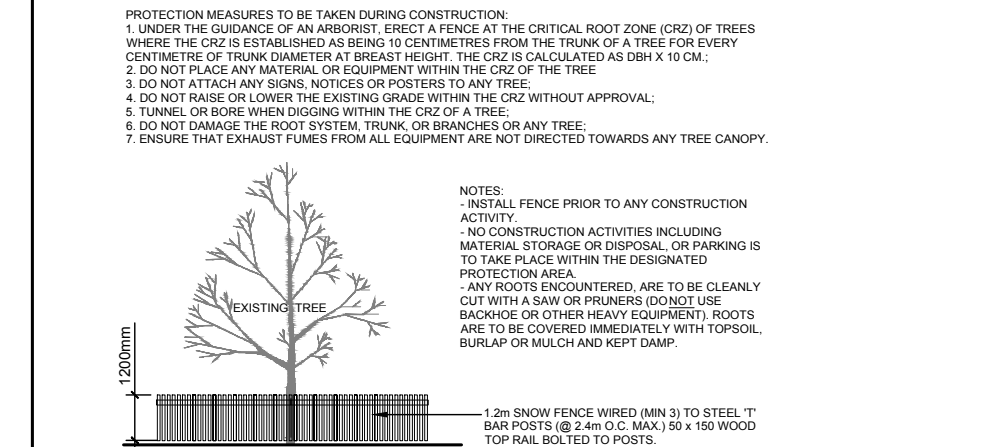 PROTECTION MEASURES TO BE TAKEN DURING CONSTRUCTION:
1. UNDER THE GUIDANCE OF AN ARBORIST, ERECT A FENCE AT THE CRITICAL ROOT ZONE (CRZ) OF TREES
WHERE THE CRZ IS ESTABLISHED AS BEING 10 CENTIMETRES FROM THE TRUNK OF A TREE FOR EVERY
CENTIMETRE OF TRUNK DIAMETER AT BREAST HEIGHT. THE CRZ IS CALCULATED AS DBH X 10 CM.;
2. DO NOT PLACE ANY MATERIAL OR EQUIPMENT WITHIN THE CRZ OF THE TREE
3. DO NOT ATTACH ANY SIGNS, NOTICES OR POSTERS TO ANY TREE;
4. DO NOT RAISE OR LOWER THE EXISTING GRADE WITHIN THE CRZ WITHOUT APPROVAL;
5. TUNNEL OR BORE WHEN DIGGING WITHIN THE CRZ OF A TREE;
6. DO NOT DAMAGE THE ROOT SYSTEM, TRUNK, OR BRANCHES OR ANY TREE;
7. ENSURE THAT EXHAUST FUMES FROM ALL EQUIPMENT ARE NOT DIRECTED TOWARDS ANY TREE CANOPY.
NOTES:
- INSTALL FENCE PRIOR TO ANY CONSTRUCTION
ACTIVITY.
- NO CONSTRUCTION ACTIVITIES INCLUDING
MATERIAL STORAGE OR DISPOSAL, OR PARKING IS
TO TAKE PLACE WITHIN THE DESIGNATED
PROTECTION AREA.
- ANY ROOTS ENCOUNTERED, ARE TO BE CLEANLY
CUT WITH A SAW OR PRUNERS (DO NOT USE
BACKHOE OR OTHER HEAVY EQUIPMENT). ROOTS
ARE TO BE COVERED IMMEDIATELY WITH TOPSOIL,
BURLAP OR MULCH AND KEPT DAMP.
EXISTING TREE
1200mm
1.2m SNOW FENCE WIRED (MIN 3) TO STEEL 'T'
BAR POSTS (@ 2.4m O.C. MAX.) 50 x 150 WOOD
TOP RAIL BOLTED TO POSTS.